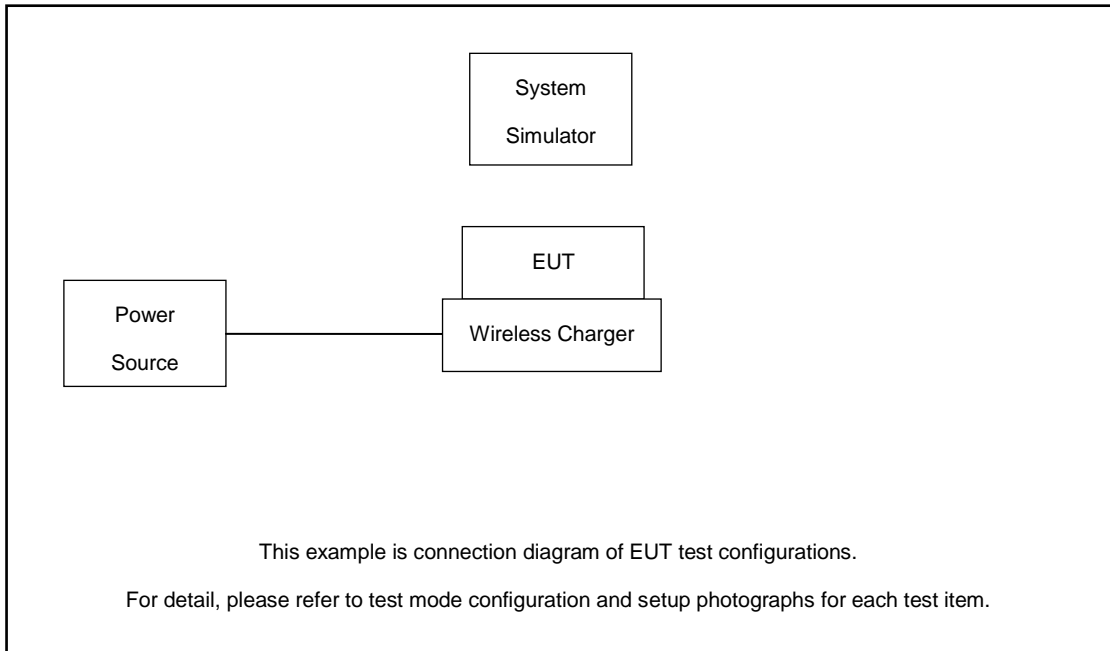 System
Simulator
EUT
Power
Source
Wireless Charger
This example is connection diagram of EUT test configurations.
For detail, please refer to test mode configuration and setup photographs for each test item.